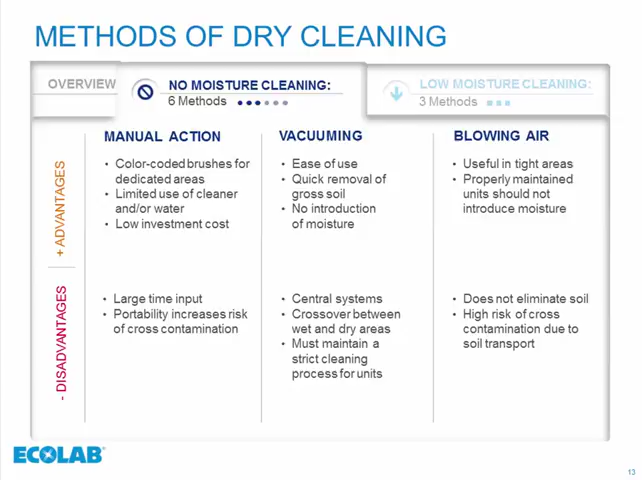 METHODS OF DRY CLEANING
OVERVIEW
NO MOISTURE CLEANING:
6 Methods
LOW MOISTURE CLEANING:
3 Methods
+ ADVANTAGES
MANUAL ACTION
• Color-coded brushes for
dedicated areas
• Limited use of cleaner
and/or water
• Low investment cost
VACUUMING
• Ease of use
• Quick removal of
gross soil
• No introduction
of moisture
BLOWING AIR
• Useful in tight areas
• Properly maintained
units should not
introduce moisture
- DISADVANTAGES
• Large time input
• Portability increases risk
of cross contamination
• Central systems
• Crossover between
wet and dry areas
• Must maintain a
strict cleaning
process for units
• Does not eliminate soil
• High risk of cross
contamination due to
soil transport
ECOLAB
13